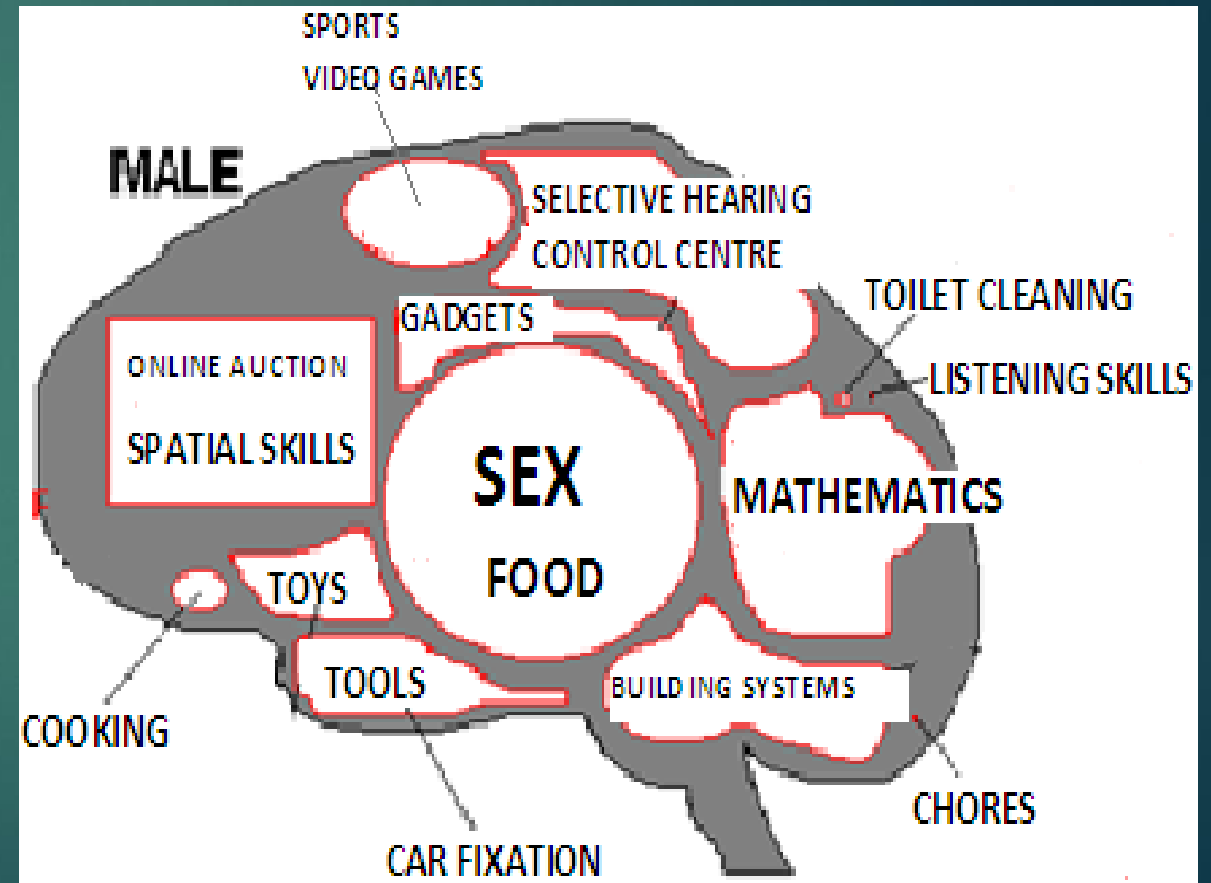 SPORTS
VIDEO GAMES
MALE
SELECTIVE HEARING
CONTROL CENTRE
TOILET CLEANING
GADGETS
ONLINE AUCTION
LISTENING SKILLS
SPATIAL SKILLS
SEX
MATHEMATICS
FOOD
TOYS
TOOLS
BUILDING SYSTEMS
COOKING
CHORES
CAR FIXATION